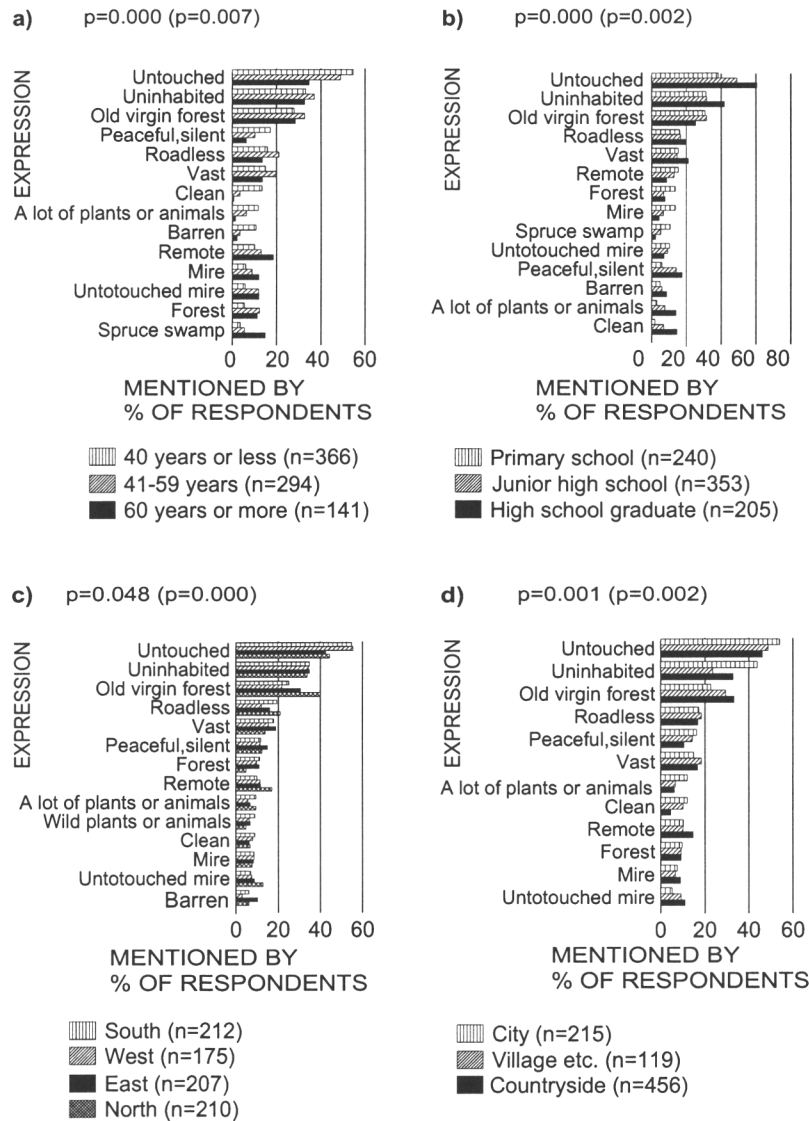 a) p=0.000 (p=0.007)
EXPRESSION
Untouched
Uninhabited
Old virgin forest
Peaceful,silent
Roadless
Vast
Clean
A lot of plants or animals
Barren
Remote
Mire
Untotouched mire
Forest
Spruce swamp
0 20 40 60
MENTIONED BY
% OF RESPONDENTS
40 years or less (n=366)
41-59 years (n=294)
60 years or more (n=141)
b) p=0.000 (p=0.002)
EXPRESSION
Untouched
Uninhabited
Old virgin forest
Roadless
Vast
Remote
Forest
Mire
Spruce swamp
Untotouched mire
Peaceful,silent
Barren
A lot of plants or animals
Clean
0 20 40 60 80
MENTIONED BY
% OF RESPONDENTS
Primary school (n=240)
Junior high school (n=353)
High school graduate (n=205)
c) p=0.048 (p=0.000)
EXPRESSION
Untouched
Uninhabited
Old virgin forest
Roadless
Vast
Peaceful,silent
Forest
Remote
A lot of plants or animals
Wild plants or animals
Clean
Mire
Untotouched mire
Barren
0 20 40 60
MENTIONED BY
% OF RESPONDENTS
South (n=212)
West (n=175)
East (n=207)
North (n=210)
d) p=0.001 (p=0.002)
EXPRESSION
Untouched
Uninhabited
Old virgin forest
Roadless
Peaceful,silent
Vast
A lot of plants or animals
Clean
Remote
Forest
Mire
Untotouched mire
0 20 40 60
MENTIONED BY
% OF RESPONDENTS
City (n=215)
Village etc. (n=119)
Countryside (n=456)